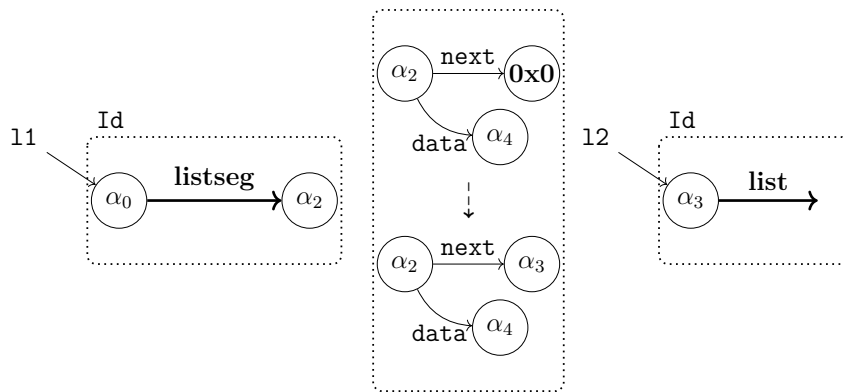 next
α₂ 0x0
Id
data α₄
Id
l1
l2
listseg
list
α₀ α₂
α₃
next
α₂ α₃
data α₄